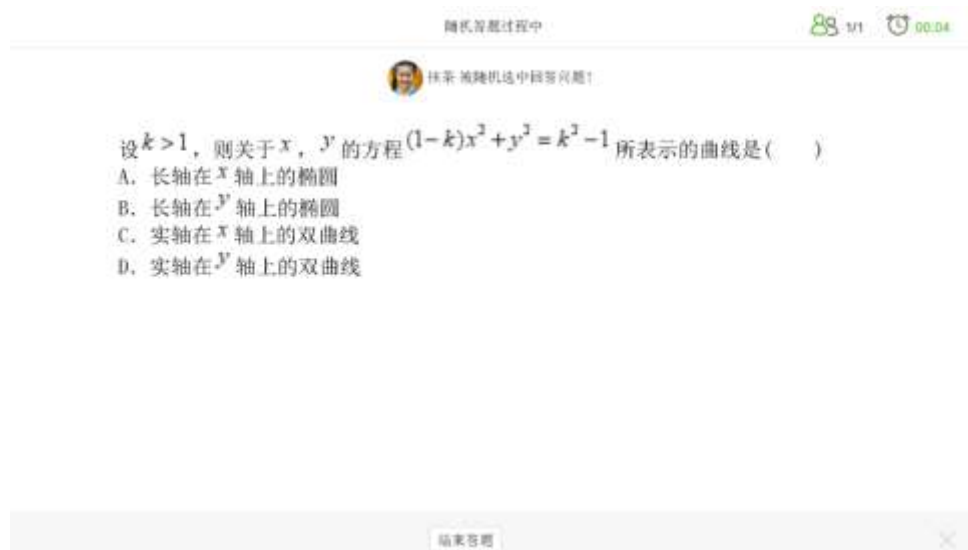 随机答题过程中
1/1 00:04
抹茶 被随机选中回答问题!
设k>1, 则关于x, y的方程(1-k)x²+y²=k²-1所表示的曲线是(  )
A. 长轴在x轴上的椭圆
B. 长轴在y轴上的椭圆
C. 实轴在x轴上的双曲线
D. 实轴在y轴上的双曲线
结束答题